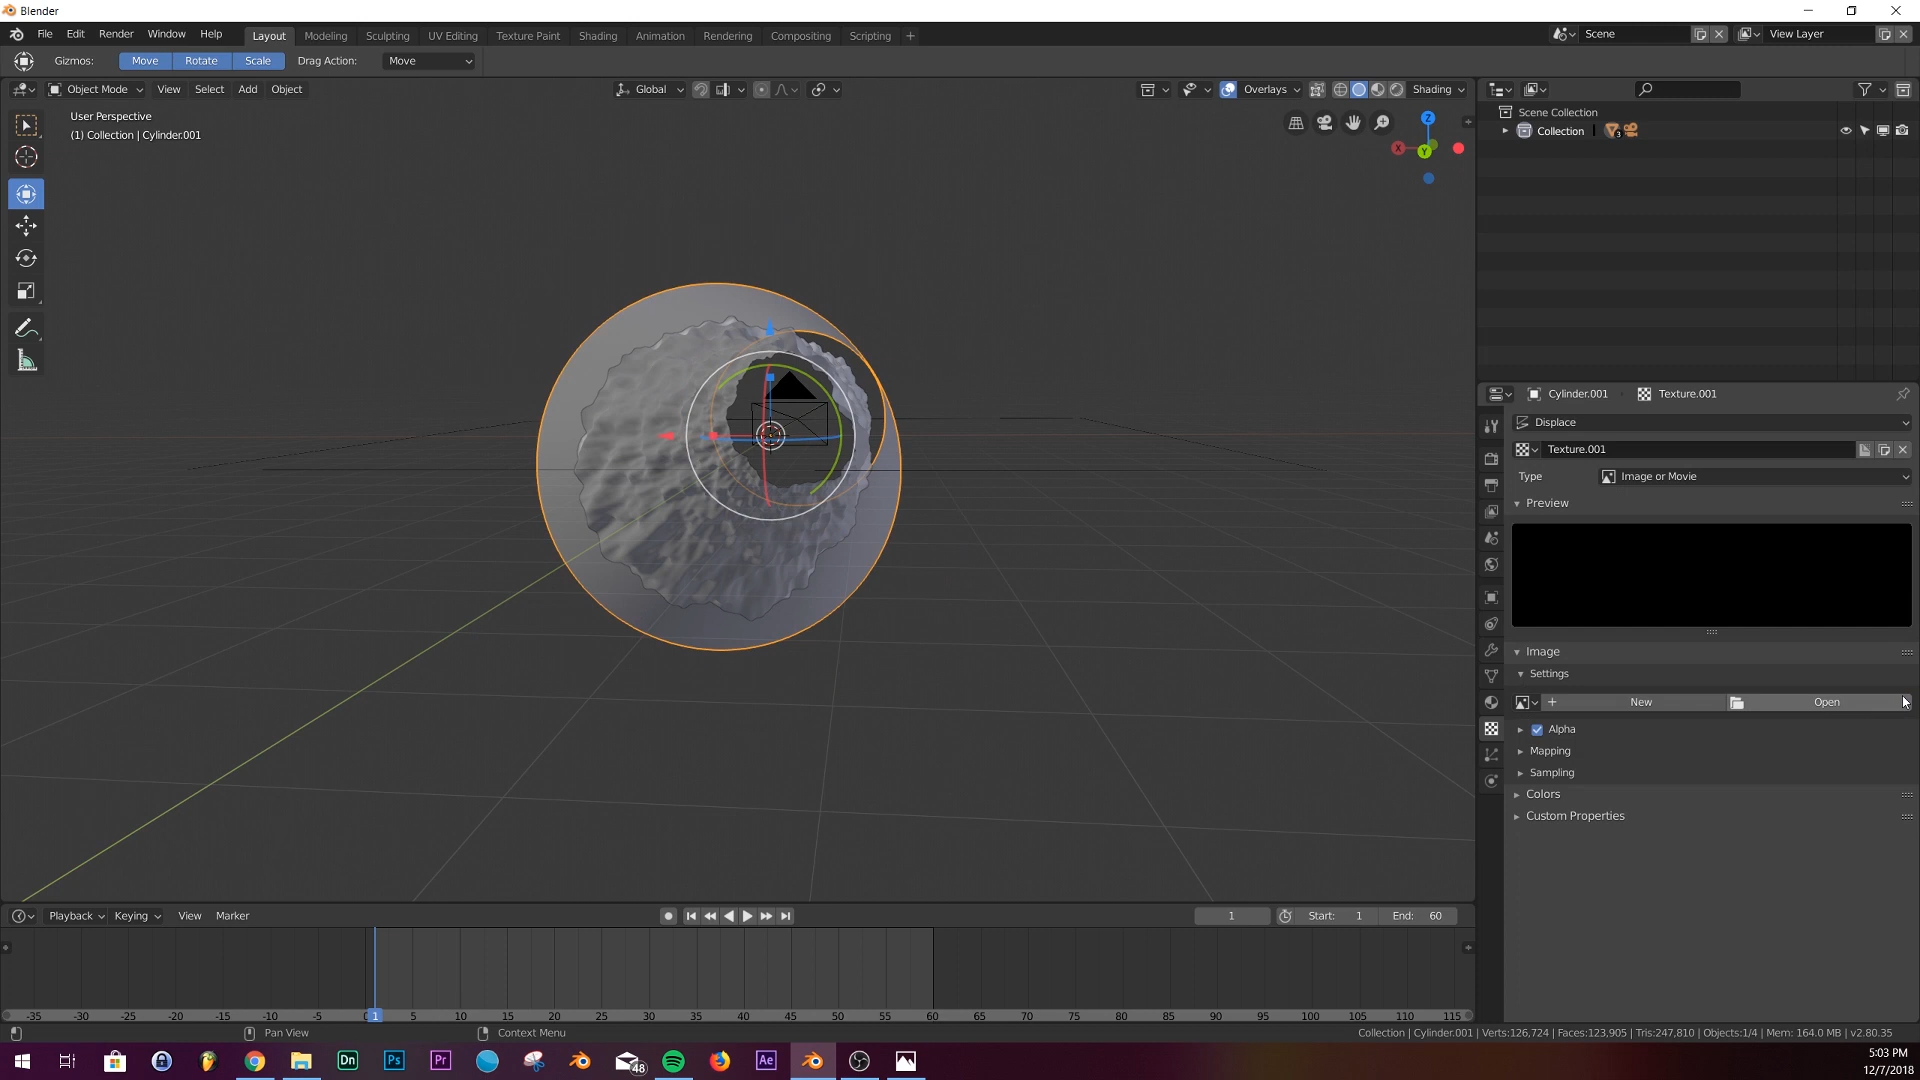 Blender
File Edit Render Window Help Layout Modeling Sculpting UV Editing Texture Paint Shading Animation Rendering Compositing Scripting + Scene View Layer
Gizmos: Move Rotate Scale Drag Action: Move
Object Mode View Select Add Object Global Overlays Shading
User Perspective
(1) Collection | Cylinder.001
Z
X
Y
Scene Collection
Collection 3
Cylinder.001 Texture.001
Displace
Texture.001
Type Image or Movie
Preview
Image
Settings
New Open
Alpha
Mapping
Sampling
Colors
Custom Properties
Playback Keying View Marker 1 Start: 1 End: 60
-35 -30 -25 -20 -15 -10 -5 1 5 10 15 20 25 30 35 40 45 50 55 60 65 70 75 80 85 90 95 100 105 110 115
Pan View Context Menu Collection | Cylinder.001 | Verts:126,724 | Faces:123,905 | Tris:247,810 | Objects:1/4 | Mem: 164.0 MB | v2.80.35
Dn Ps Pr 48 Ae
5:03 PM
12/7/2018